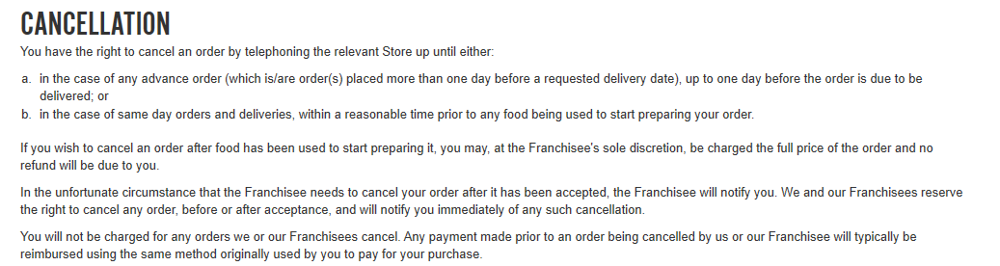 CANCELLATION
You have the right to cancel an order by telephoning the relevant Store up until either:
a. in the case of any advance order (which is/are order(s) placed more than one day before a requested delivery date), up to one day before the order is due to be
delivered; or
b. in the case of same day orders and deliveries, within a reasonable time prior to any food being used to start preparing your order.
If you wish to cancel an order after food has been used to start preparing it, you may, at the Franchisee's sole discretion, be charged the full price of the order and no
refund will be due to you.
In the unfortunate circumstance that the Franchisee needs to cancel your order after it has been accepted, the Franchisee will notify you. We and our Franchisees reserve
the right to cancel any order, before or after acceptance, and will notify you immediately of any such cancellation.
You will not be charged for any orders we or our Franchisees cancel. Any payment made prior to an order being cancelled by us or our Franchisee will typically be
reimbursed using the same method originally used by you to pay for your purchase.